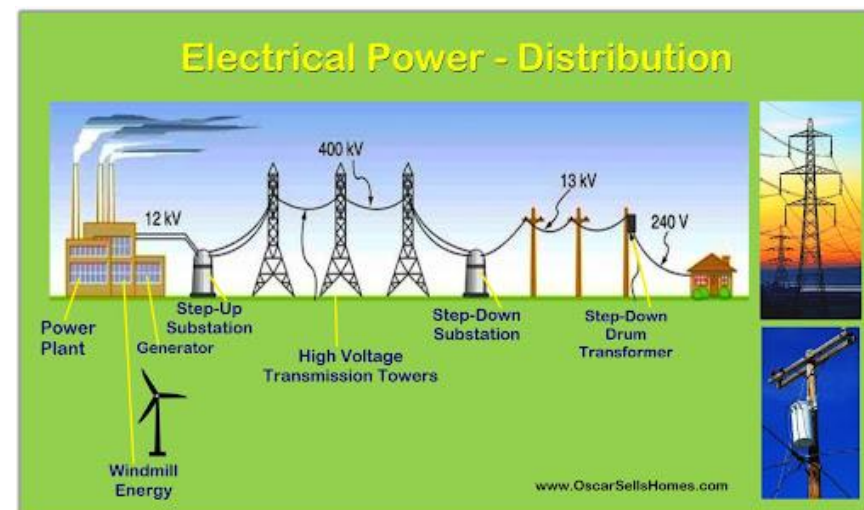 Electrical Power - Distribution
400 kV
12 kV
13 kV
240 V
Power
Plant
Generator
Step-Up
Substation
High Voltage
Transmission Towers
Step-Down
Substation
Step-Down
Drum
Transformer
Windmill
Energy
www.OscarSellsHomes.com